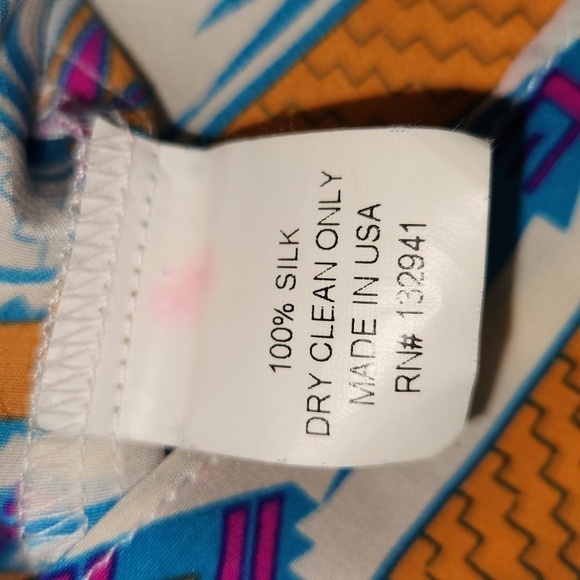 100% SILK
DRY CLEAN ONLY
MADE IN USA
RN# 132941